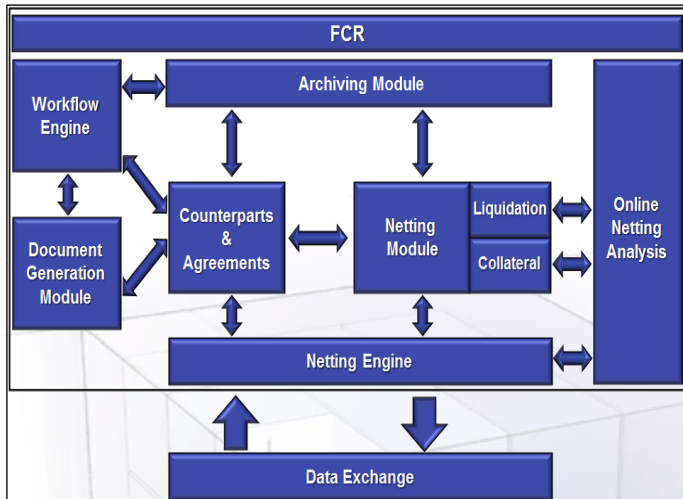 FCR
Workflow
Engine
Archiving Module
Counterparts
&
Agreements
Netting
Module
Liquidation
Collateral
Online
Netting
Analysis
Document
Generation
Module
Netting Engine
Data Exchange